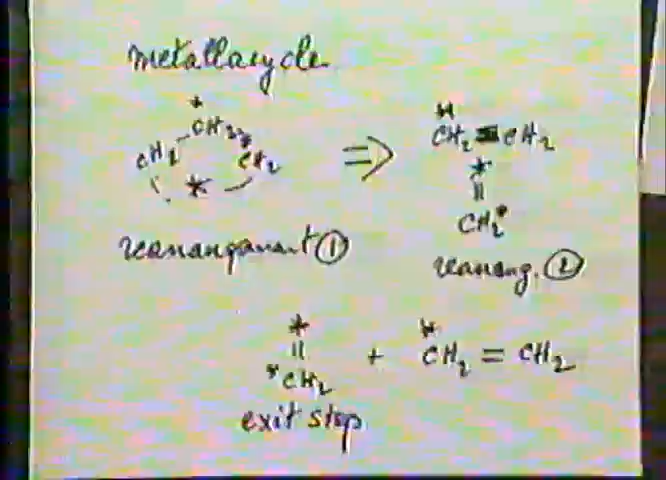 metallacycle
*CH2 *
CH2 CH2 ⇒ *CH2=CH2
* *
=
CH2*
rearrangement ① rearrang. ②
* 
= + *CH2 = CH2
*CH2
exit step